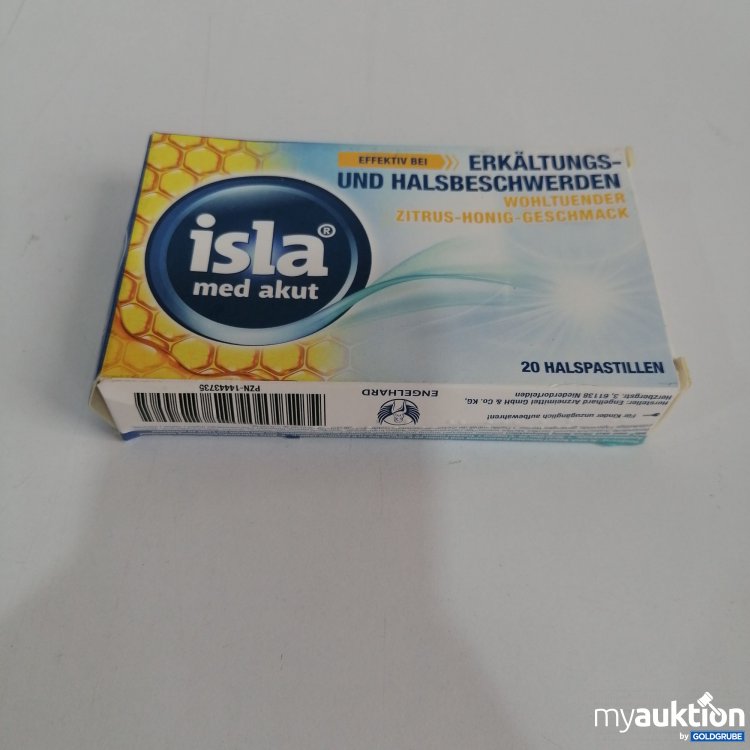 EFFEKTIV BEI
ERKÄLTUNGS-
UND HALSBESCHWERDEN
WOHLTUENDER
ZITRUS-HONIG-GESCHMACK
isla®
med akut
20 HALSPASTILLEN
PZN-14443735
ENGELHARD
Für Kinder unzugänglich aufbewahren!
Hersteller: Engelhard Arzneimittel GmbH & Co. KG,
Herzbergstr. 3, 61138 Niederdorfelden
myauktion
by GOLDGRUBE